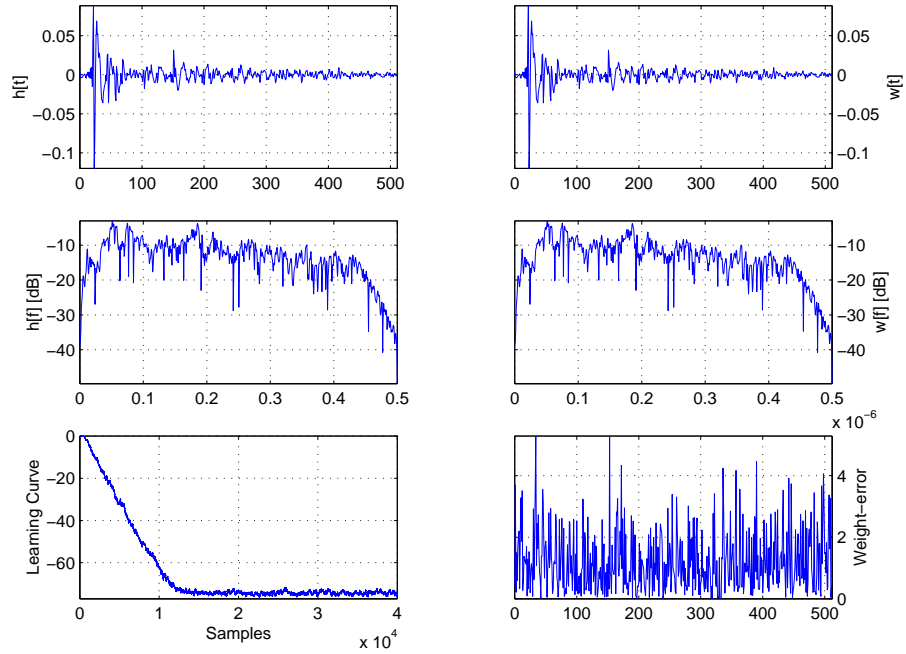 0.05
0
−0.05
−0.1
h[t]
0 100 200 300 400 500
0.05
0
−0.05
−0.1
w[t]
0 100 200 300 400 500
−10
−20
−30
−40
h[f] [dB]
0 0.1 0.2 0.3 0.4 0.5
−10
−20
−30
−40
w[f] [dB]
0 0.1 0.2 0.3 0.4 0.5
0
−20
−40
−60
Learning Curve
0 1 2 3 4
Samples
x 10^4
x 10^−6
4
2
0
Weight−error
0 100 200 300 400 500